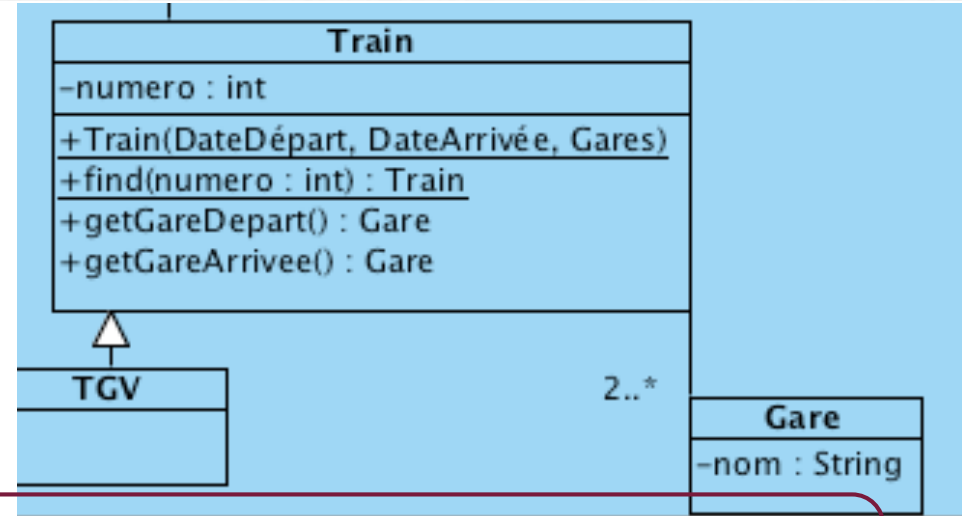 Train
-numero : int
+Train(DateDépart, DateArrivée, Gares)
+find(numero : int) : Train
+getGareDepart() : Gare
+getGareArrivee() : Gare
TGV
2..*
Gare
-nom : String